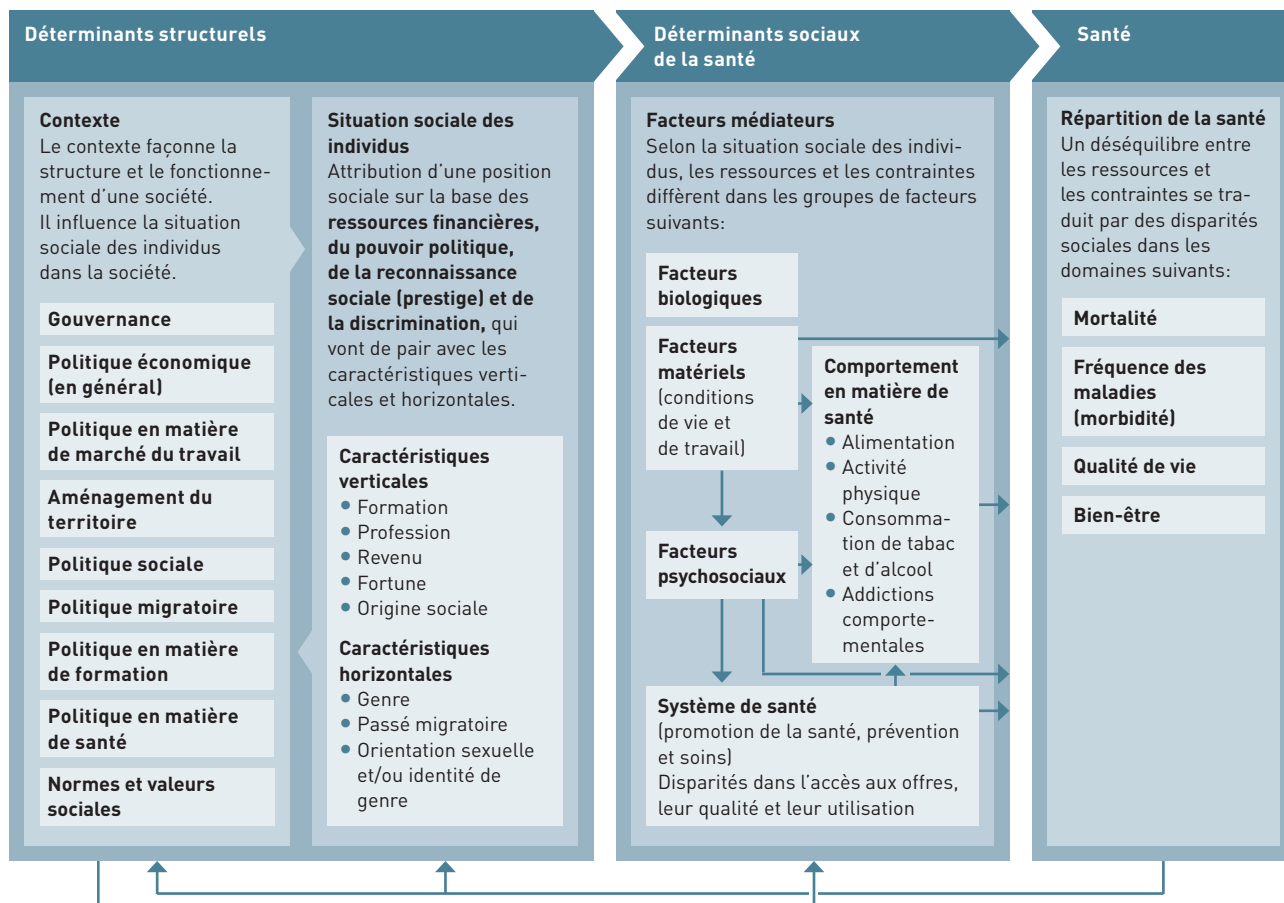 Déterminants structurels
Déterminants sociaux
de la santé
Santé
Contexte
Le contexte façonne la
structure et le fonctionne-
ment d'une société.
Il influence la situation
sociale des individus
dans la société.
Gouvernance
Politique économique
(en général)
Politique en matière
de marché du travail
Aménagement du
territoire
Politique sociale
Politique migratoire
Politique en matière
de formation
Politique en matière
de santé
Normes et valeurs
sociales
Situation sociale des
individus
Attribution d'une position
sociale sur la base des
ressources financières,
du pouvoir politique,
de la reconnaissance
sociale (prestige) et de
la discrimination, qui
vont de pair avec les
caractéristiques verti-
cales et horizontales.
Caractéristiques
verticales
• Formation
• Profession
• Revenu
• Fortune
• Origine sociale
Caractéristiques
horizontales
• Genre
• Passé migratoire
• Orientation sexuelle
et/ou identité de
genre
Facteurs médiateurs
Selon la situation sociale des indivi-
dus, les ressources et les contraintes
diffèrent dans les groupes de facteurs
suivants:
Facteurs
biologiques
Facteurs
matériels
(conditions
de vie et
de travail)
Facteurs
psychosociaux
Comportement
en matière de
santé
• Alimentation
• Activité
physique
• Consomma-
tion de tabac
et d'alcool
• Addictions
comporte-
mentales
Système de santé
(promotion de la santé, prévention
et soins)
Disparités dans l'accès aux offres,
leur qualité et leur utilisation
Répartition de la santé
Un déséquilibre entre
les ressources et
les contraintes se tra-
duit par des disparités
sociales dans les
domaines suivants:
Mortalité
Fréquence des
maladies
(morbidité)
Qualité de vie
Bien-être